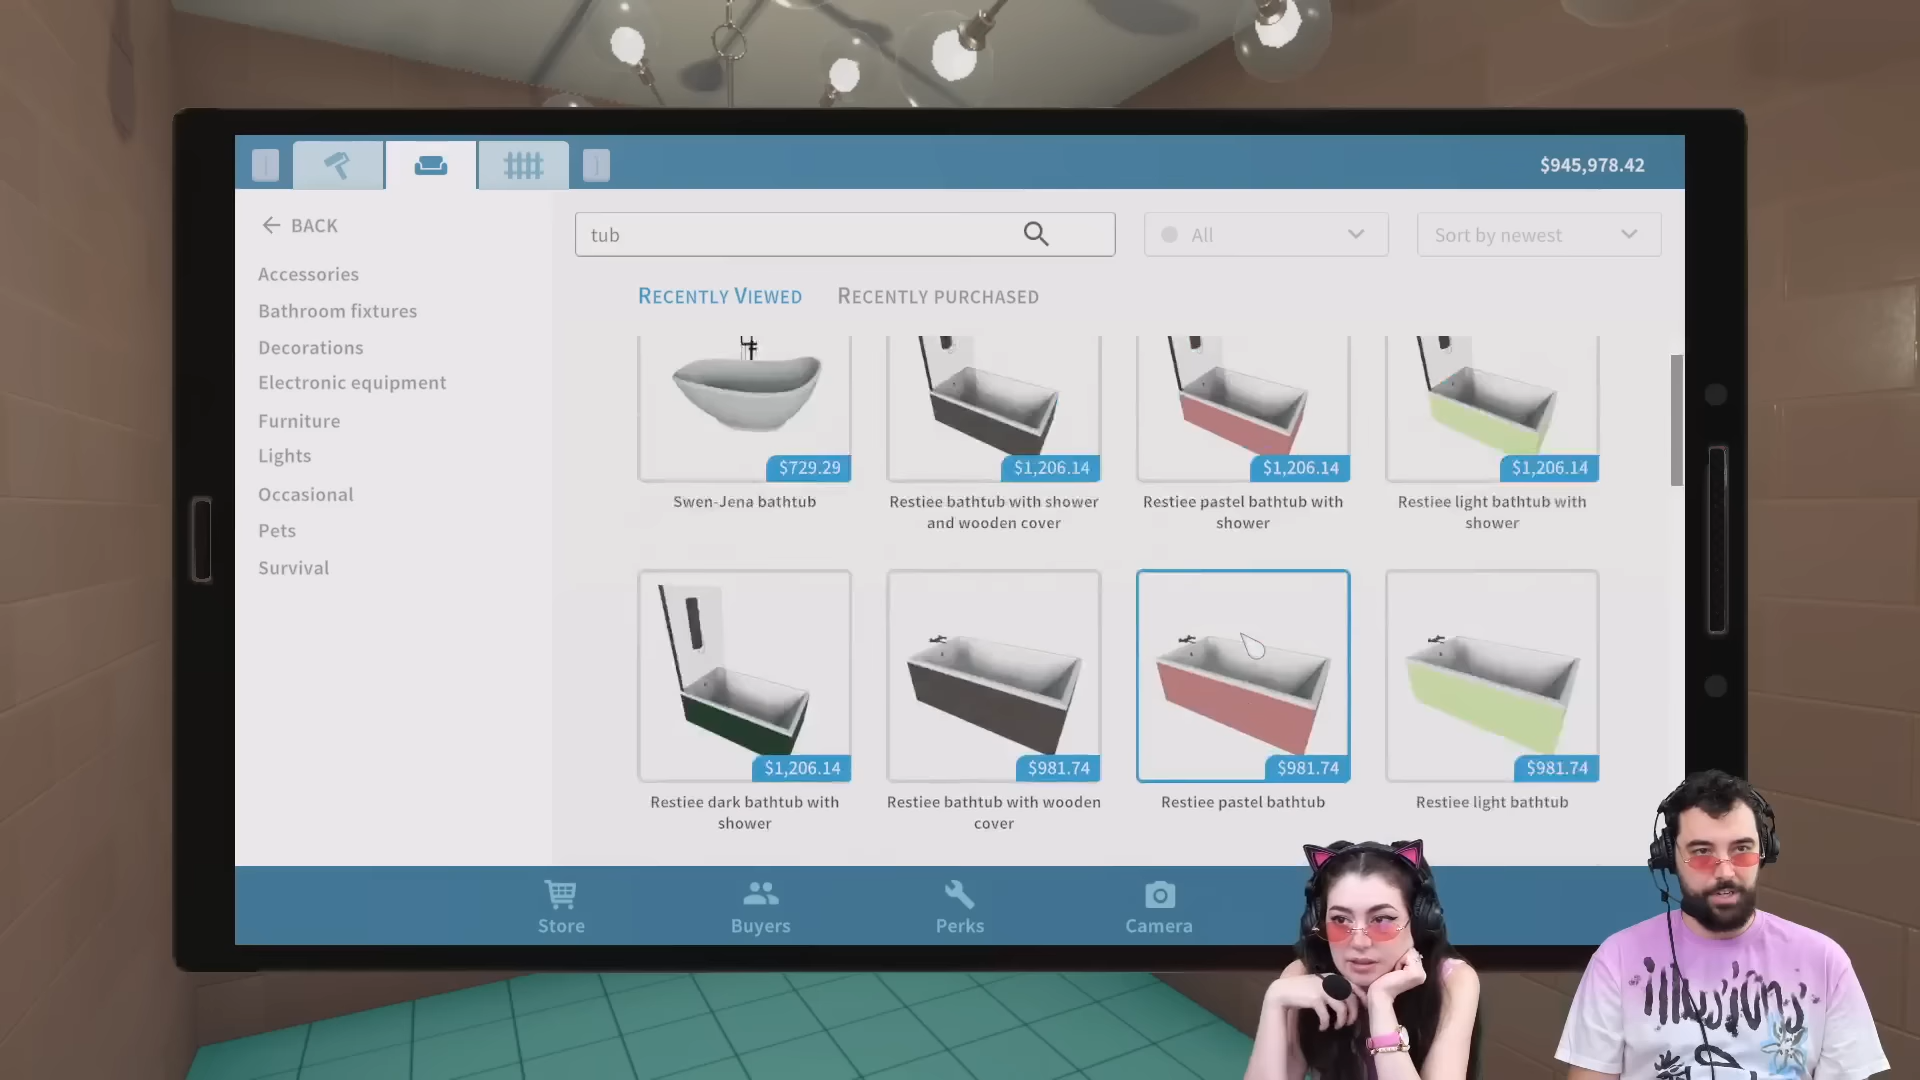 $945,978.42
BACK
tub
All
Sort by newest
Accessories
Bathroom fixtures
Decorations
Electronic equipment
Furniture
Lights
Occasional
Pets
Survival
RECENTLY VIEWED
RECENTLY PURCHASED
$729.29
$1,206.14
$1,206.14
$1,206.14
Swen-Jena bathtub
Restiee bathtub with shower
and wooden cover
Restiee pastel bathtub with
shower
Restiee light bathtub with
shower
$1,206.14
$981.74
$981.74
$981.74
Restiee dark bathtub with
shower
Restiee bathtub with wooden
cover
Restiee pastel bathtub
Restiee light bathtub
Store
Buyers
Perks
Camera
illusions